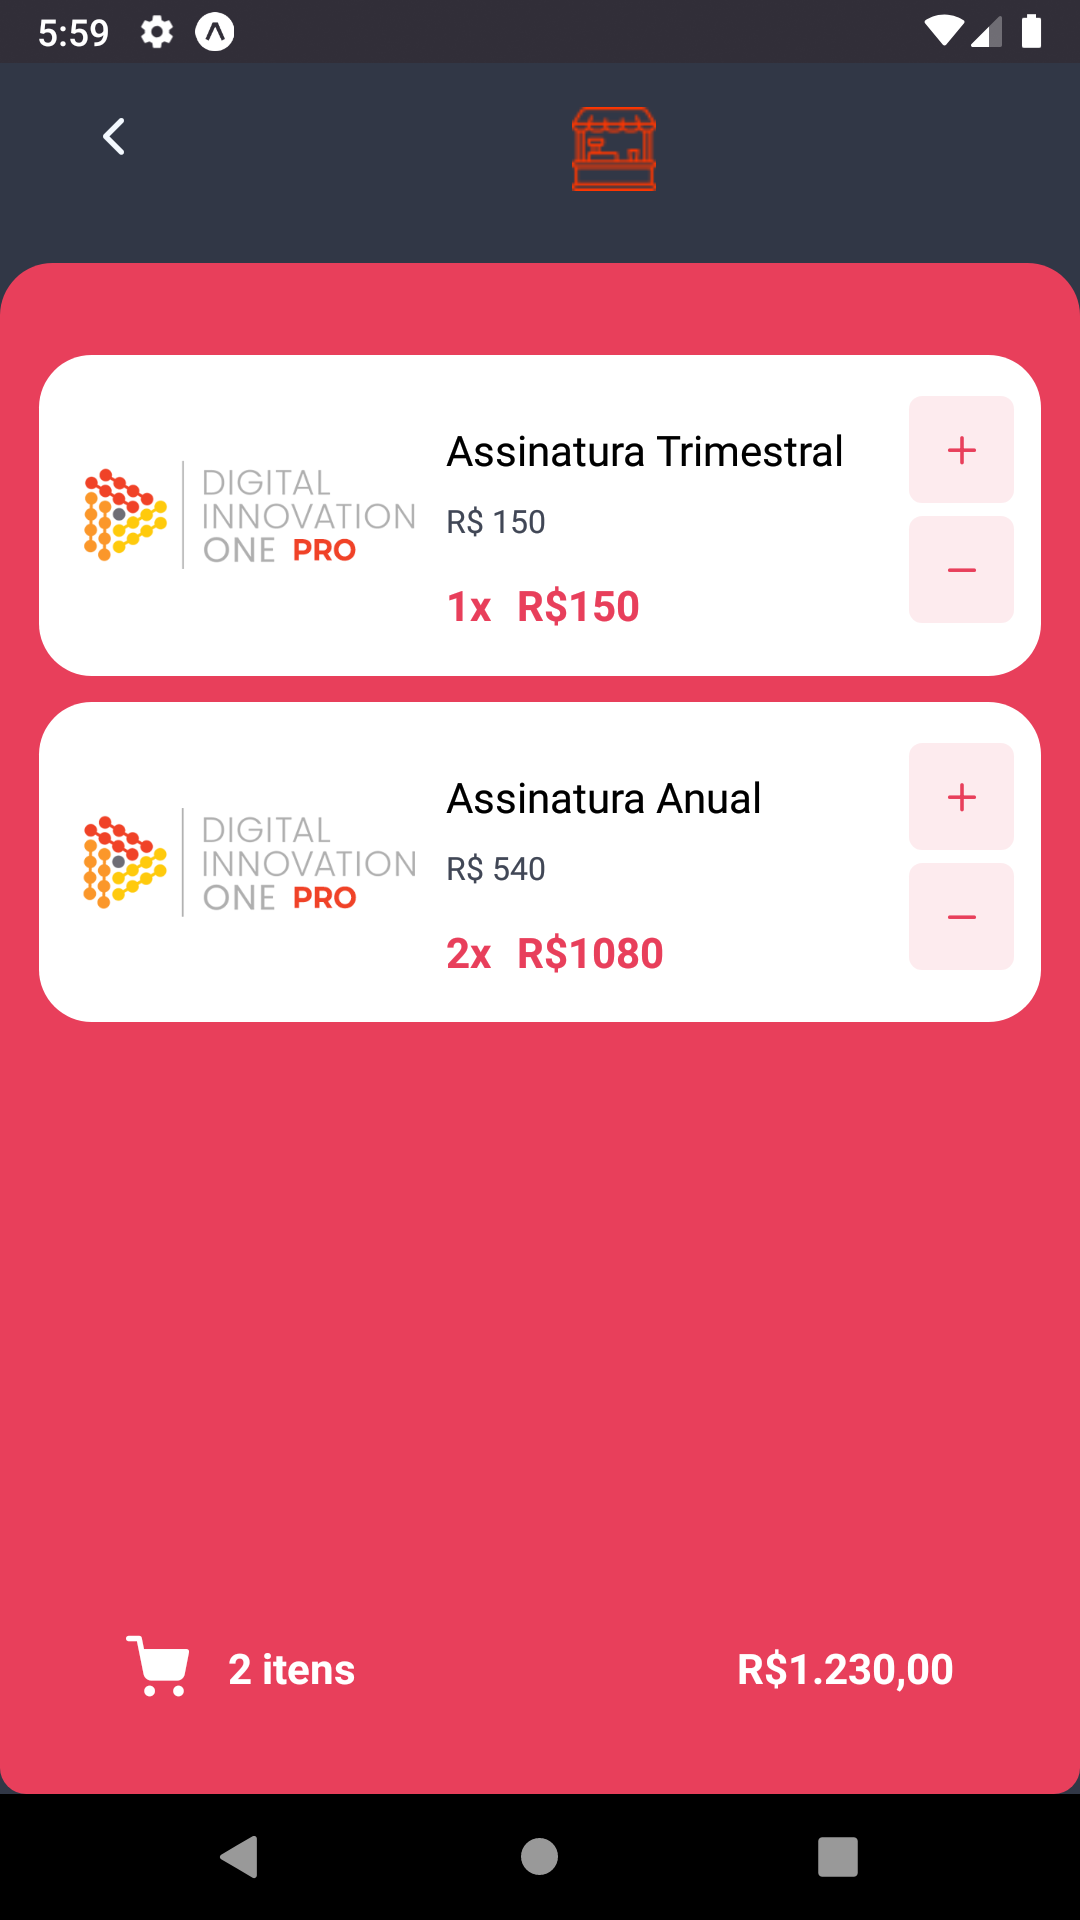 5:59
Assinatura Trimestral
DIGITAL
INNOVATION
ONE PRO
R$ 150
1x R$150
Assinatura Anual
DIGITAL
INNOVATION
ONE PRO
R$ 540
2x R$1080
2 itens
R$1.230,00